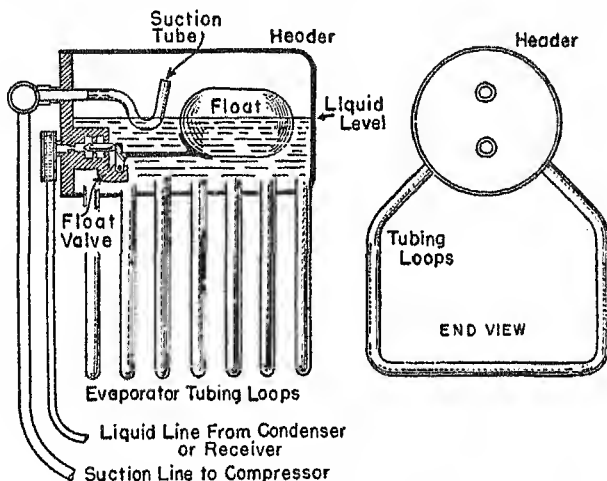 Suction
Tube
Header
Float
Liquid
Level
Float
Valve
Evaporator Tubing Loops
Liquid Line From Condenser
or Receiver
Suction Line to Compressor
Header
Tubing
Loops
END VIEW